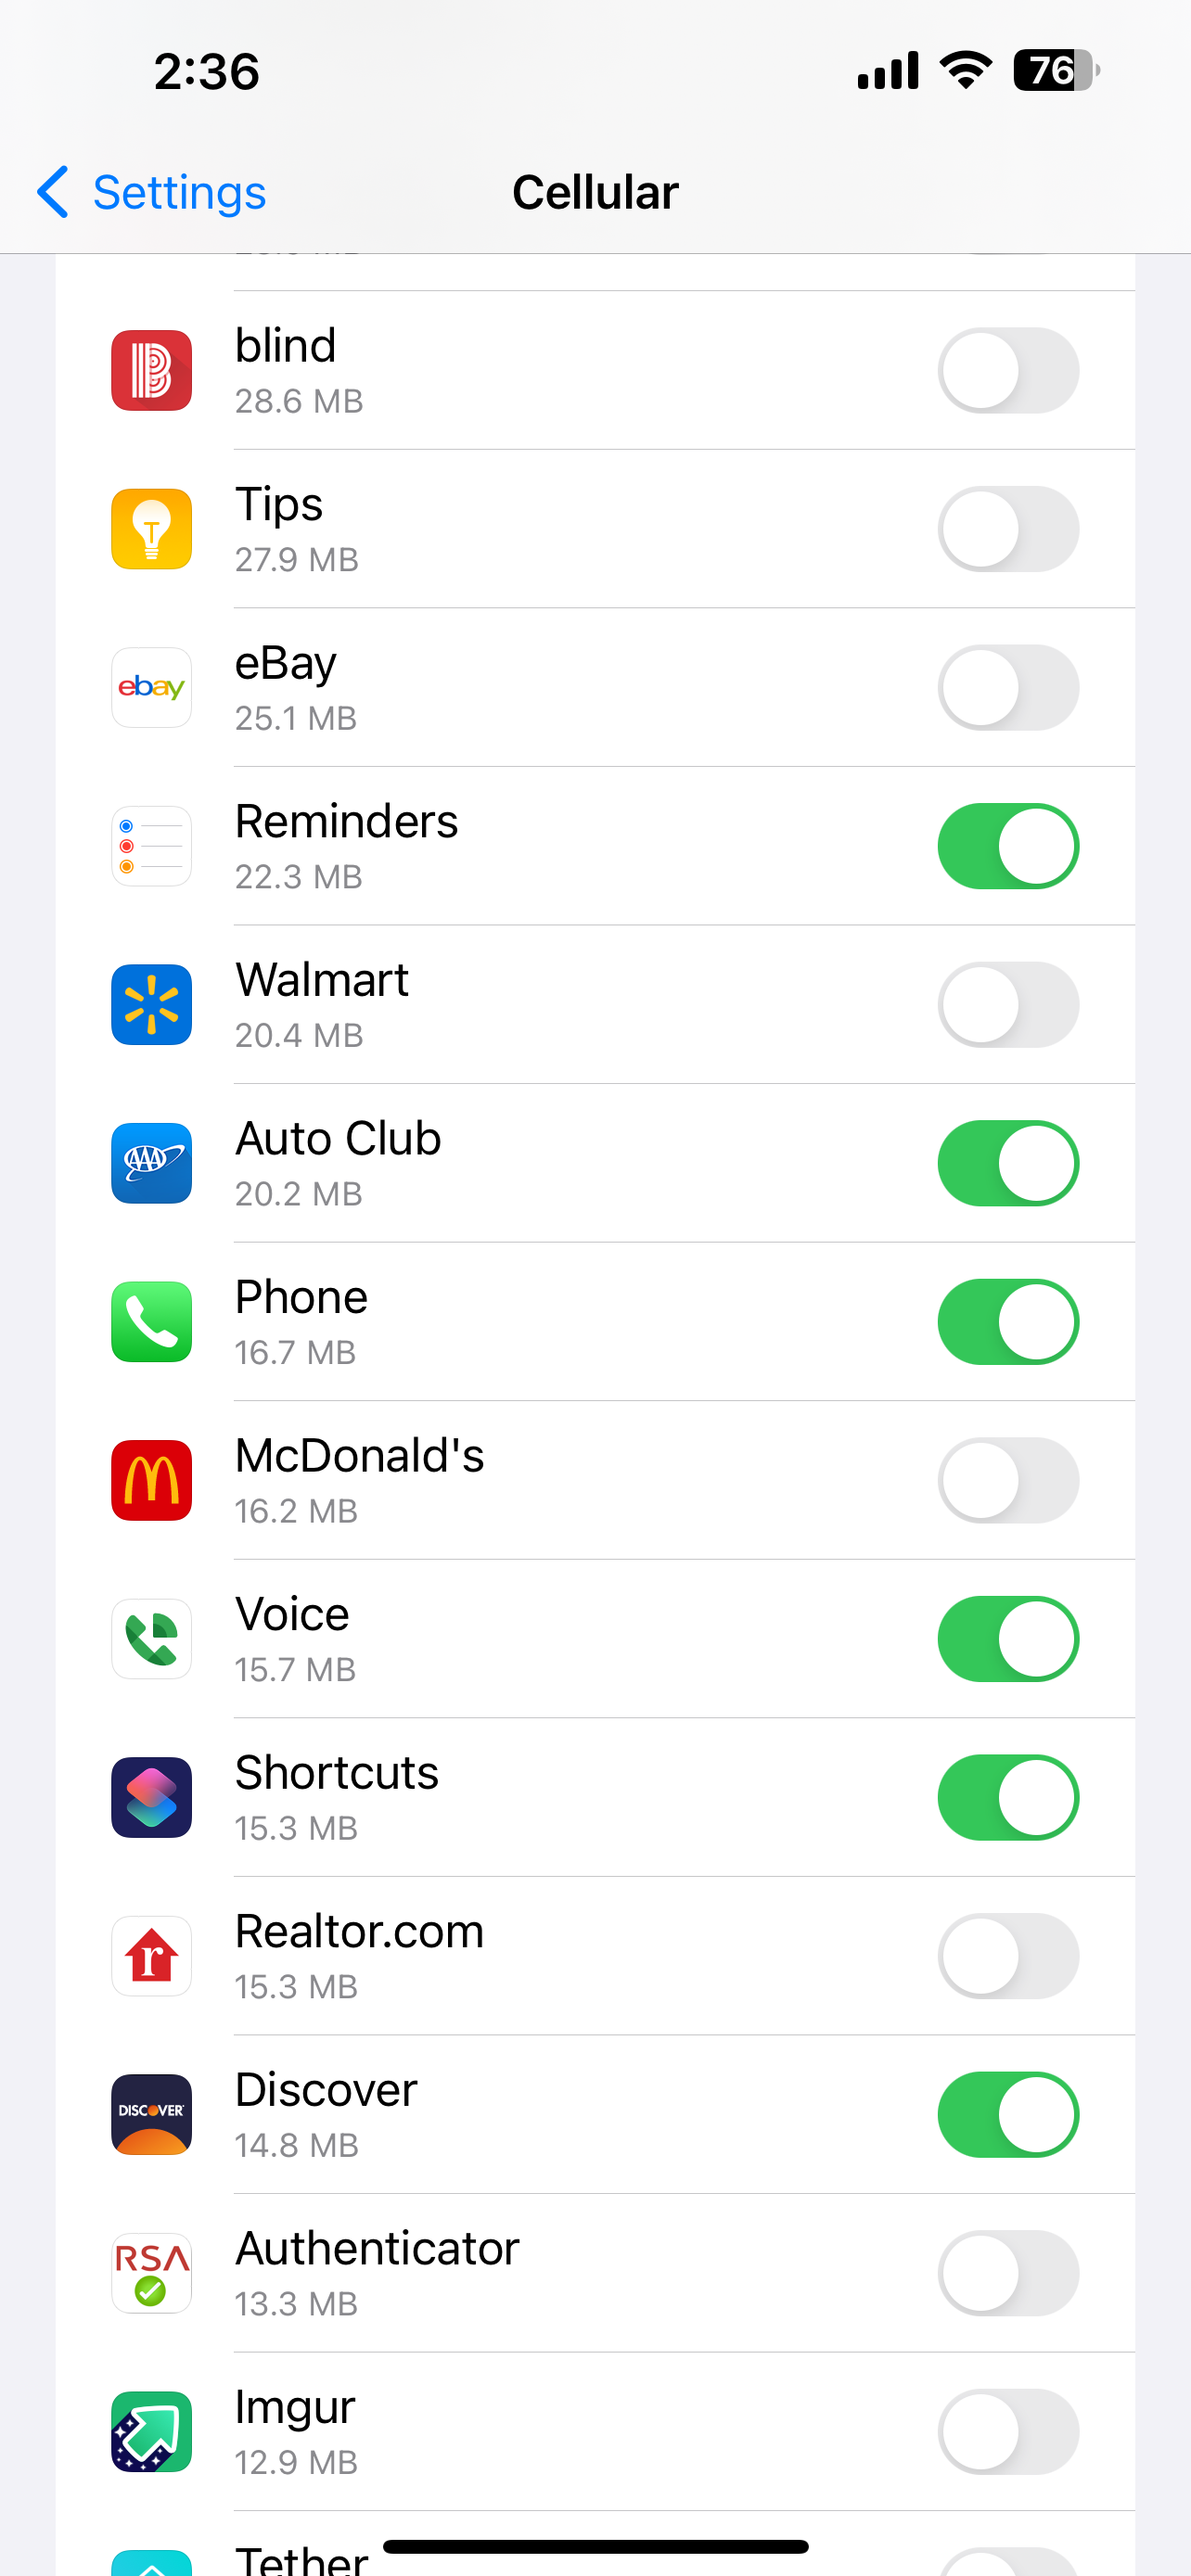 2:36
76
Settings
Cellular
blind
28.6 MB
Tips
27.9 MB
ebay
eBay
25.1 MB
Reminders
22.3 MB
Walmart
20.4 MB
AAA
Auto Club
20.2 MB
Phone
16.7 MB
McDonald's
16.2 MB
Voice
15.7 MB
Shortcuts
15.3 MB
r
Realtor.com
15.3 MB
DISCOVER
Discover
14.8 MB
RSA
Authenticator
13.3 MB
Imgur
12.9 MB
Tether